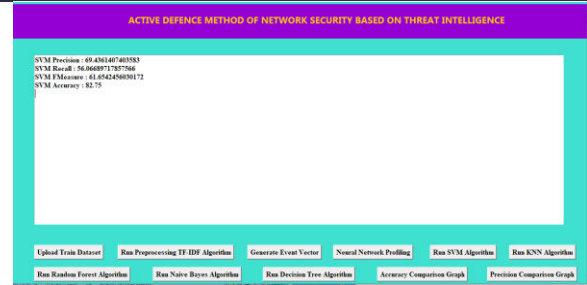 ACTIVE DEFENCE METHOD OF NETWORK SECURITY BASED ON THREAT INTELLIGENCE
SVM Precision : 69.4361407403583
SVM Recall : 56.06689717857566
SVM FMeasure : 61.6542456030172
SVM Accuracy : 82.75
Upload Train Dataset Run Preprocessing TF-IDF Algorithm Generate Event Vector Neural Network Profiling Run SVM Algorithm Run KNN Algorithm
Run Random Forest Algorithm Run Naive Bayes Algorithm Run Decision Tree Algorithm Accuracy Comparison Graph Precision Comparison Graph